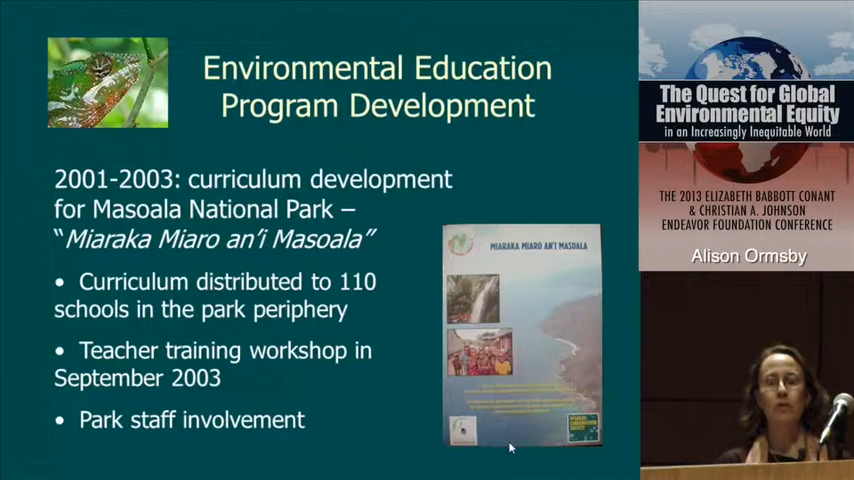 Environmental Education
Program Development
2001-2003: curriculum development
for Masoala National Park –
“Miaraka Miaro an’i Masoala”
• Curriculum distributed to 110
schools in the park periphery
• Teacher training workshop in
September 2003
• Park staff involvement
MIARAKA MIARO AN'I MASOALA
The Quest for Global
Environmental Equity
in an Increasingly Inequitable World
THE 2013 ELIZABETH BABBOTT CONANT
& CHRISTIAN A. JOHNSON
ENDEAVOR FOUNDATION CONFERENCE
Alison Ormsby